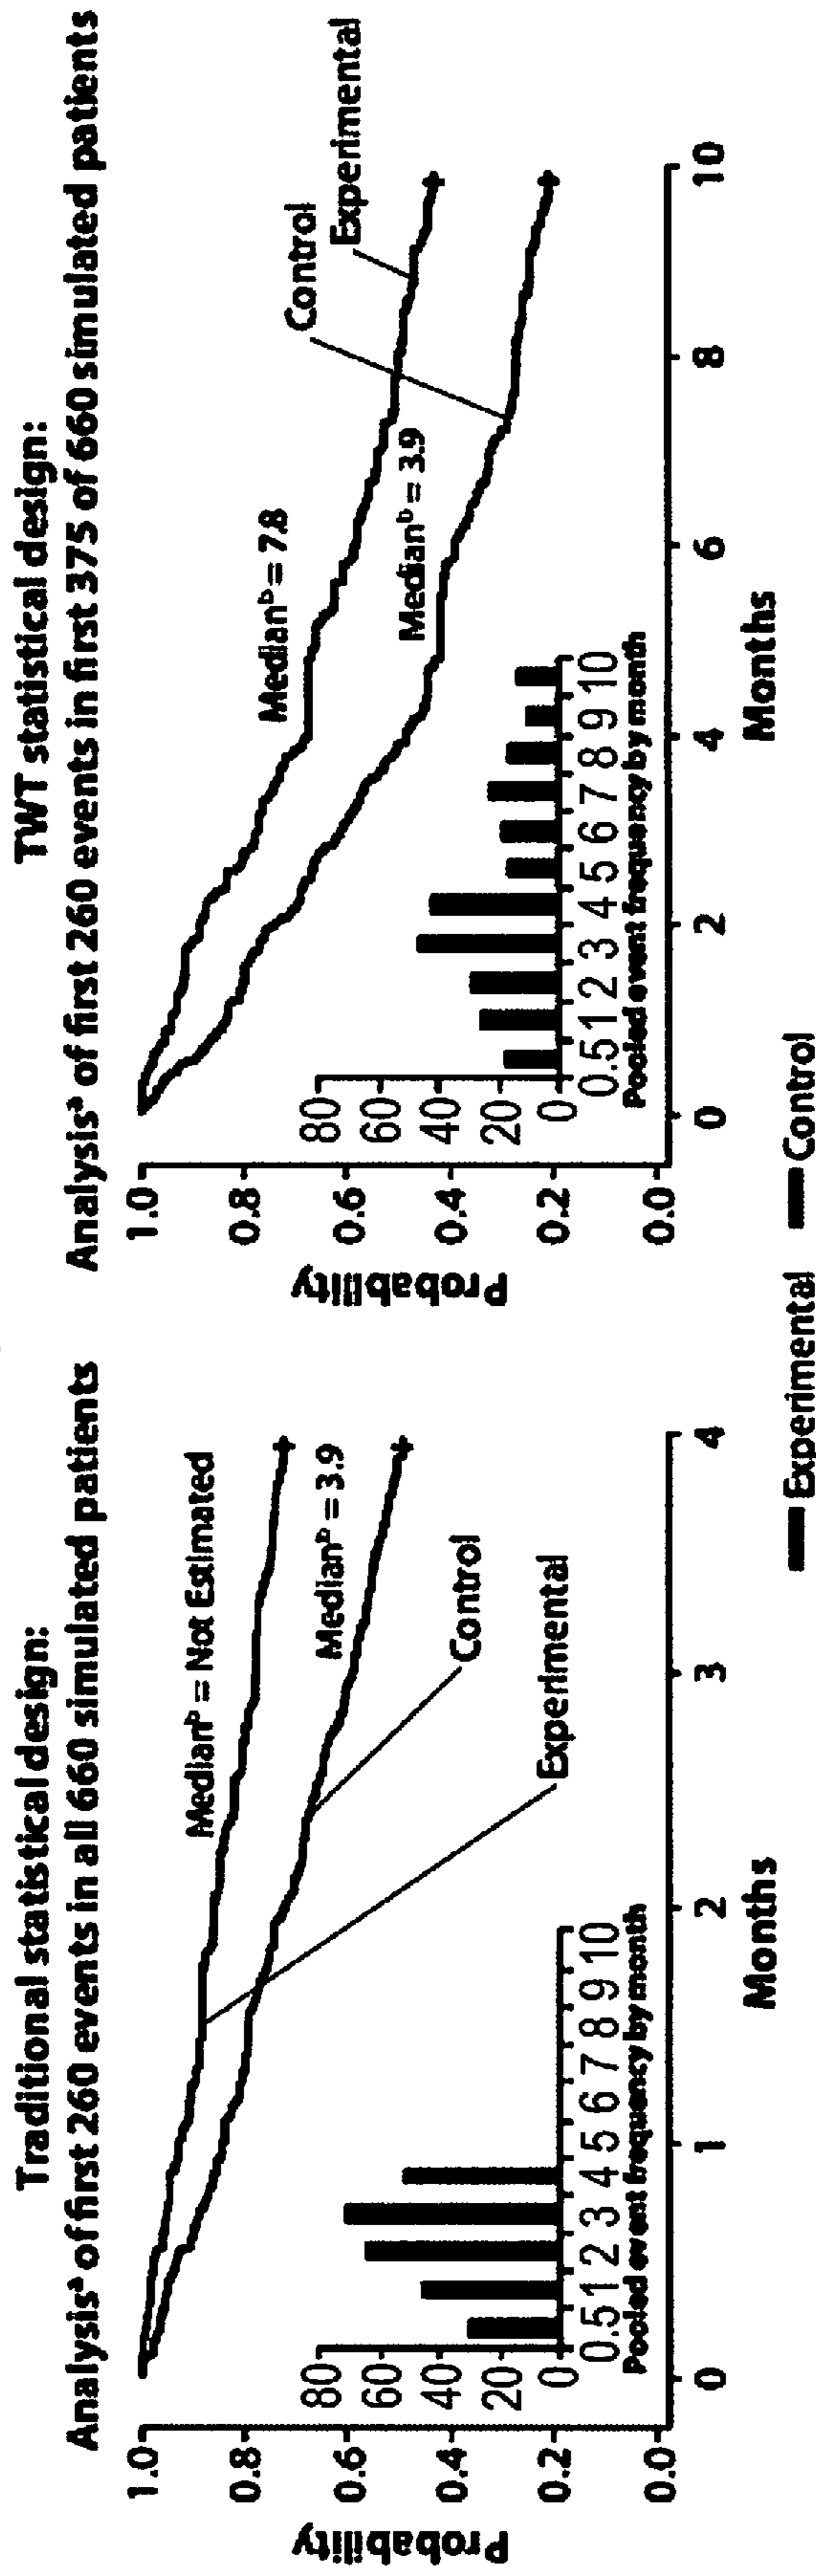 Traditional statistical design:
Analysisᵃ of first 260 events in all 660 simulated patients
Probability
1.0
0.8
0.6
0.4
0.2
0.0
Medianᵇ = Not Estimated
Medianᵇ = 3.9
Control
Experimental
80
60
40
20
0
0.5 1 2 3 4 5 6 7 8 9 10
Pooled event frequency by month
0 1 2 3 4
Months
TWT statistical design:
Analysisᵃ of first 260 events in first 375 of 660 simulated patients
Probability
1.0
0.8
0.6
0.4
0.2
0.0
Medianᵇ = 7.8
Medianᵇ = 3.9
Control
Experimental
80
60
40
20
0
0.5 1 2 3 4 5 6 7 8 9 10
Pooled event frequency by month
0 2 4 6 8 10
Months
Experimental Control